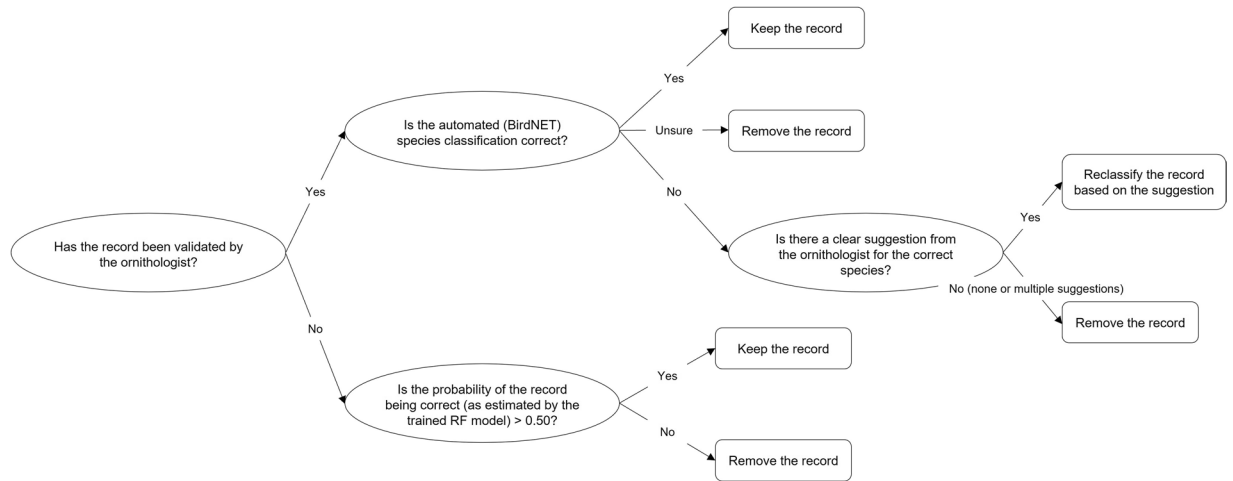 Has the record been validated by
the ornithologist?
Yes
No
Is the automated (BirdNET)
species classification correct?
Yes
Unsure
No
Keep the record
Remove the record
Is there a clear suggestion from
the ornithologist for the correct
species?
Yes
No (none or multiple suggestions)
Reclassify the record
based on the suggestion
Remove the record
Is the probability of the record
being correct (as estimated by the
trained RF model) > 0.50?
Yes
No
Keep the record
Remove the record